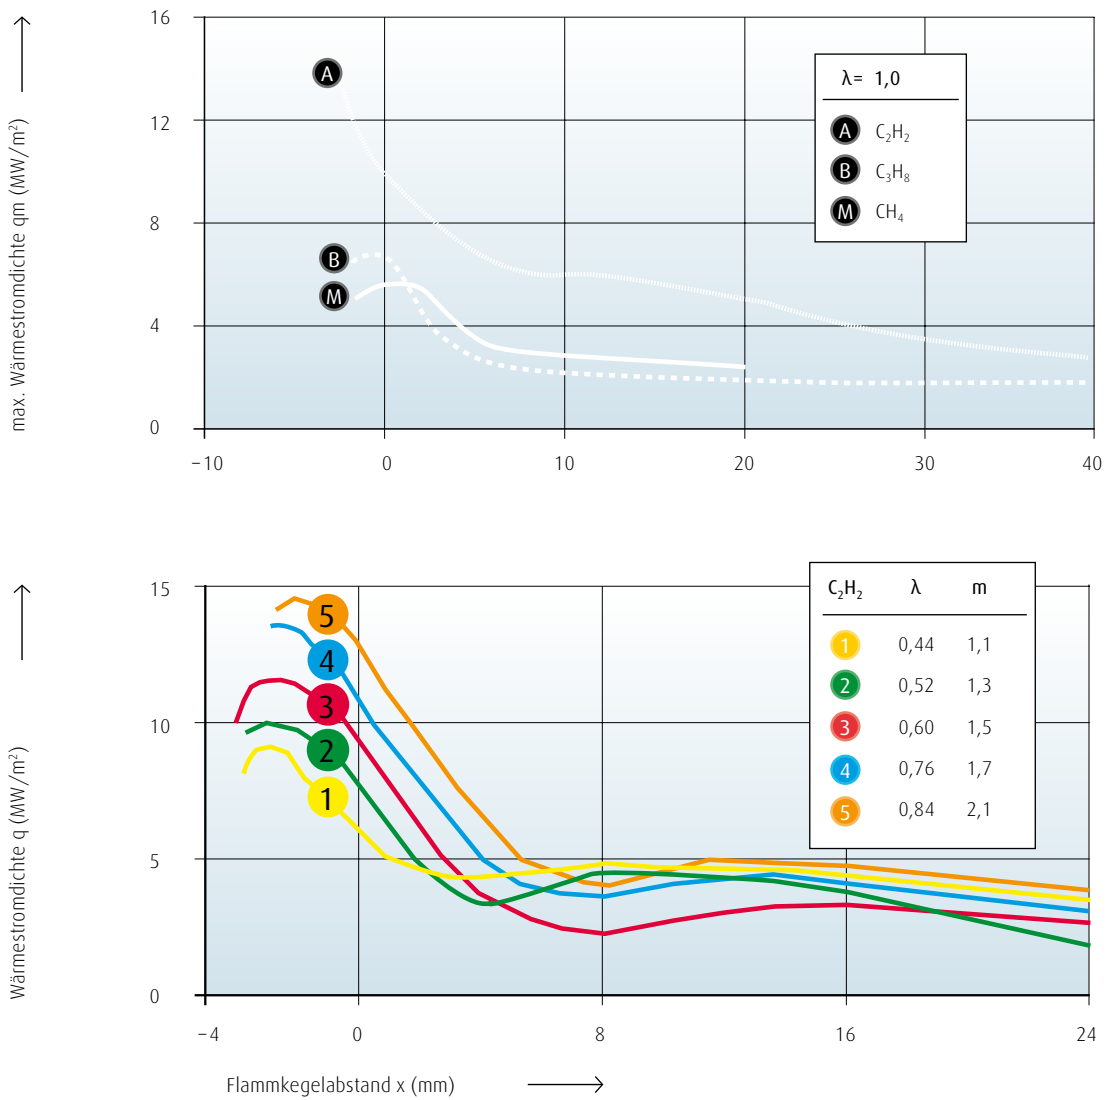 max. Wärmestromdichte qm (MW/m²)
16
12
8
4
0
−10
0
10
20
30
40
A
B
M
λ= 1,0
A C₂H₂
B C₃H₈
M CH₄
Wärmestromdichte q (MW/m²)
15
10
5
0
−4
0
8
16
24
5
4
3
2
1
C₂H₂ λ m
1 0,44 1,1
2 0,52 1,3
3 0,60 1,5
4 0,76 1,7
5 0,84 2,1
Flammkegelabstand x (mm)